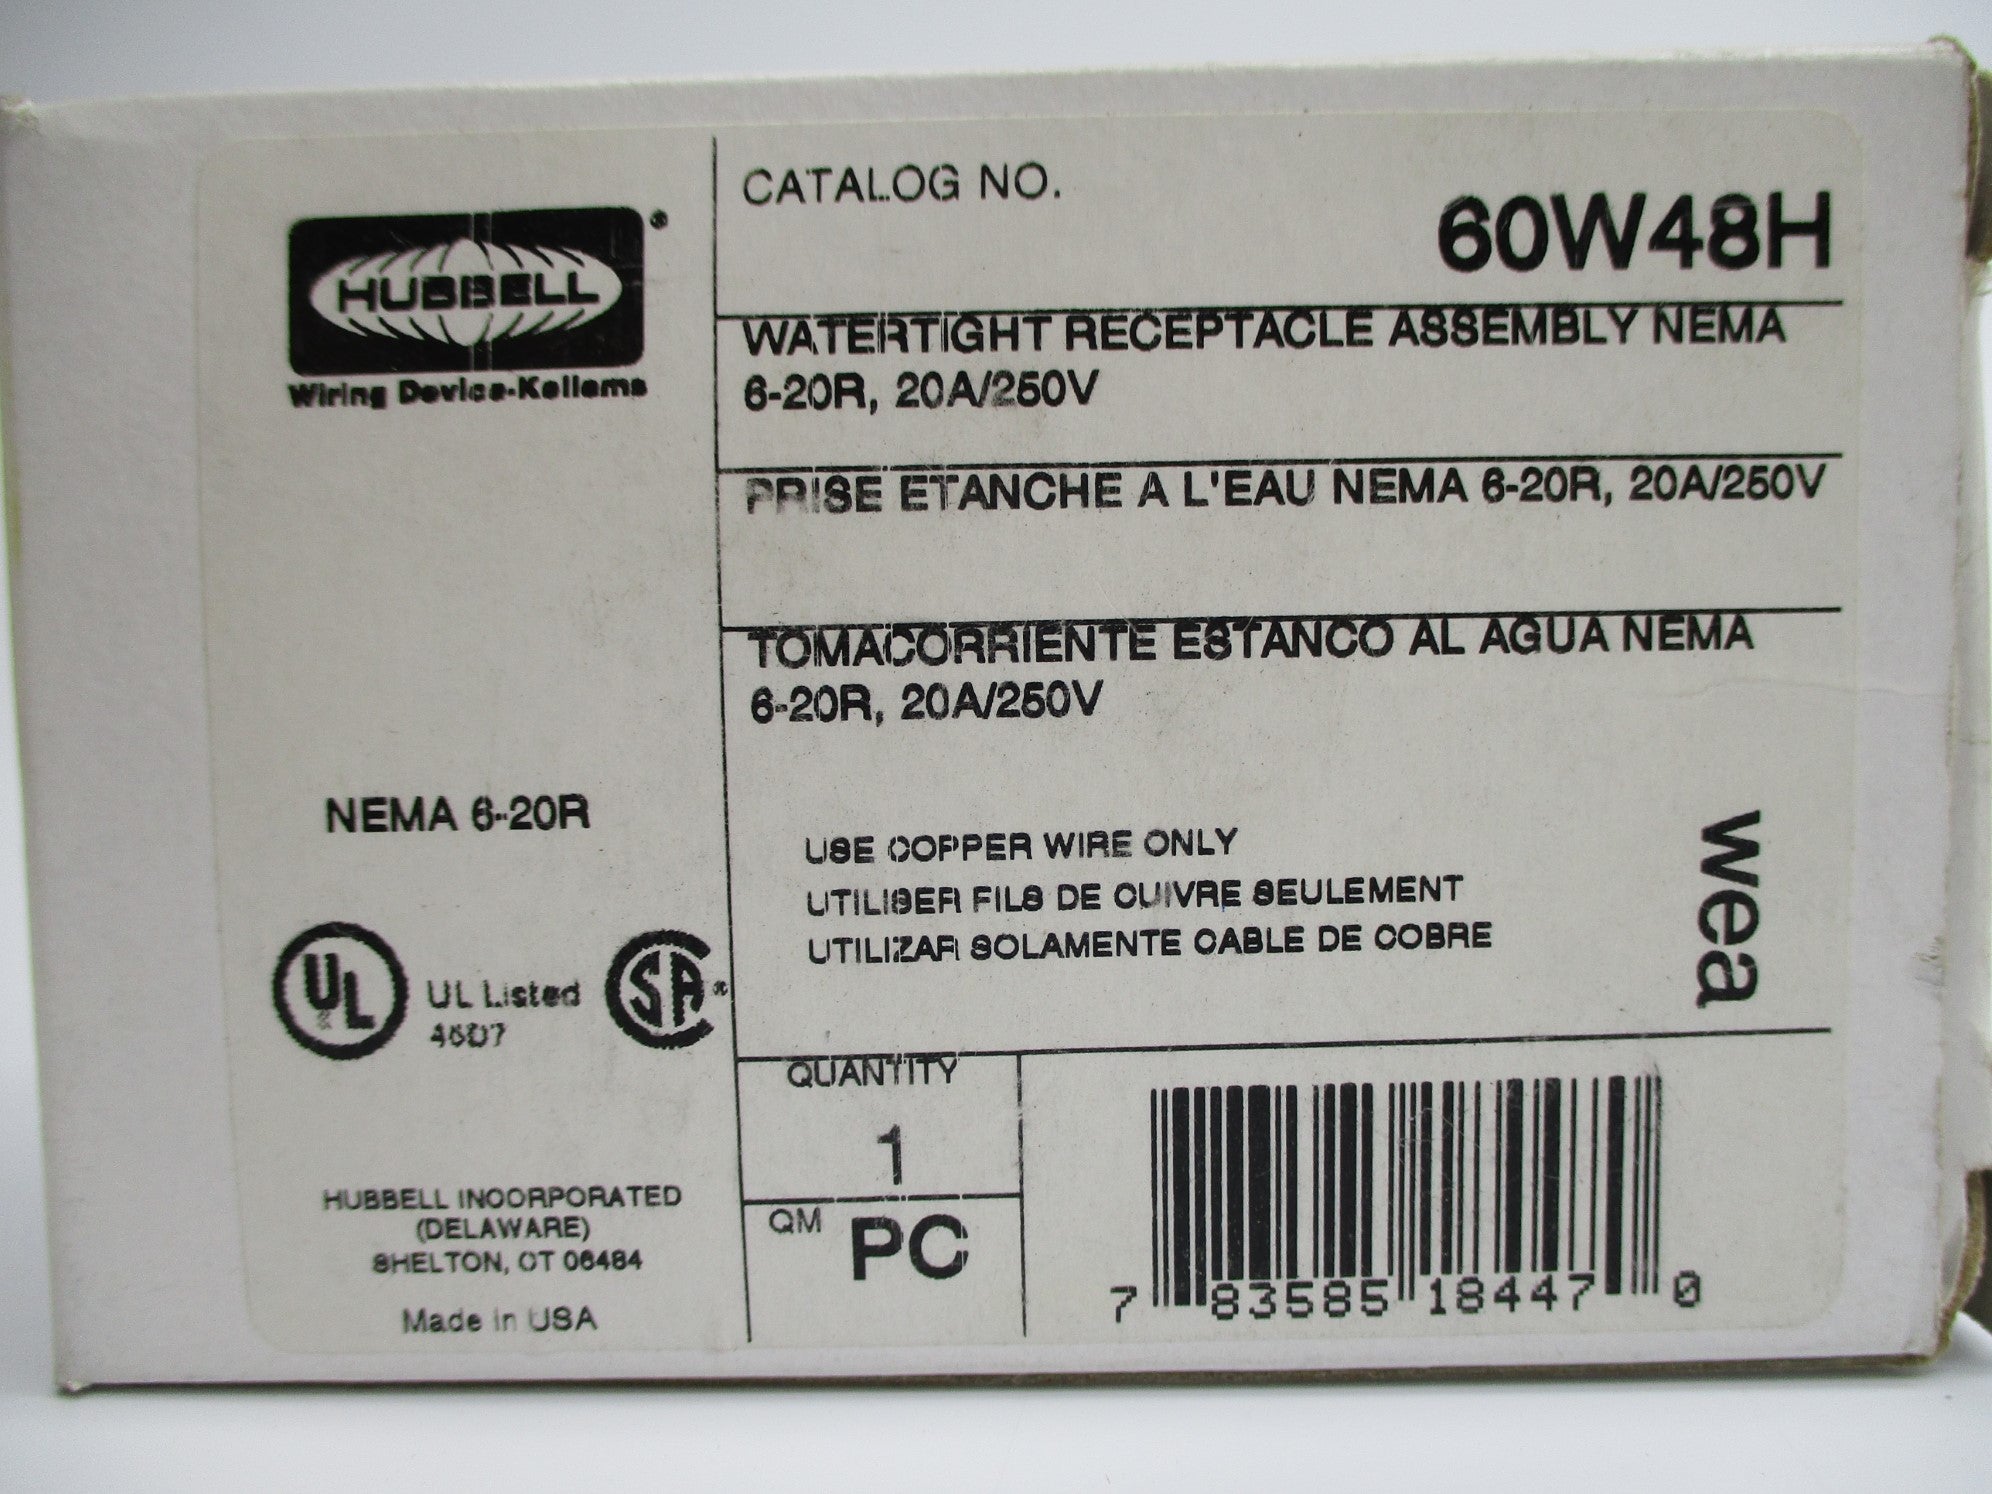 HUBBELL®
Wiring Device-Kellems
CATALOG NO.
60W48H
WATERTIGHT RECEPTACLE ASSEMBLY NEMA
6-20R, 20A/250V
PRISE ETANCHE A L'EAU NEMA 6-20R, 20A/250V
TOMACORRIENTE ESTANCO AL AGUA NEMA
6-20R, 20A/250V
NEMA 6-20R
USE COPPER WIRE ONLY
UTILISER FILS DE CUIVRE SEULEMENT
UTILIZAR SOLAMENTE CABLE DE COBRE
wea
UL ®
UL Listed
SA ®
HUBBELL INCORPORATED
(DELAWARE)
SHELTON, CT 06484
Made in USA
QUANTITY
1
QM PC
7 83585 18447 0